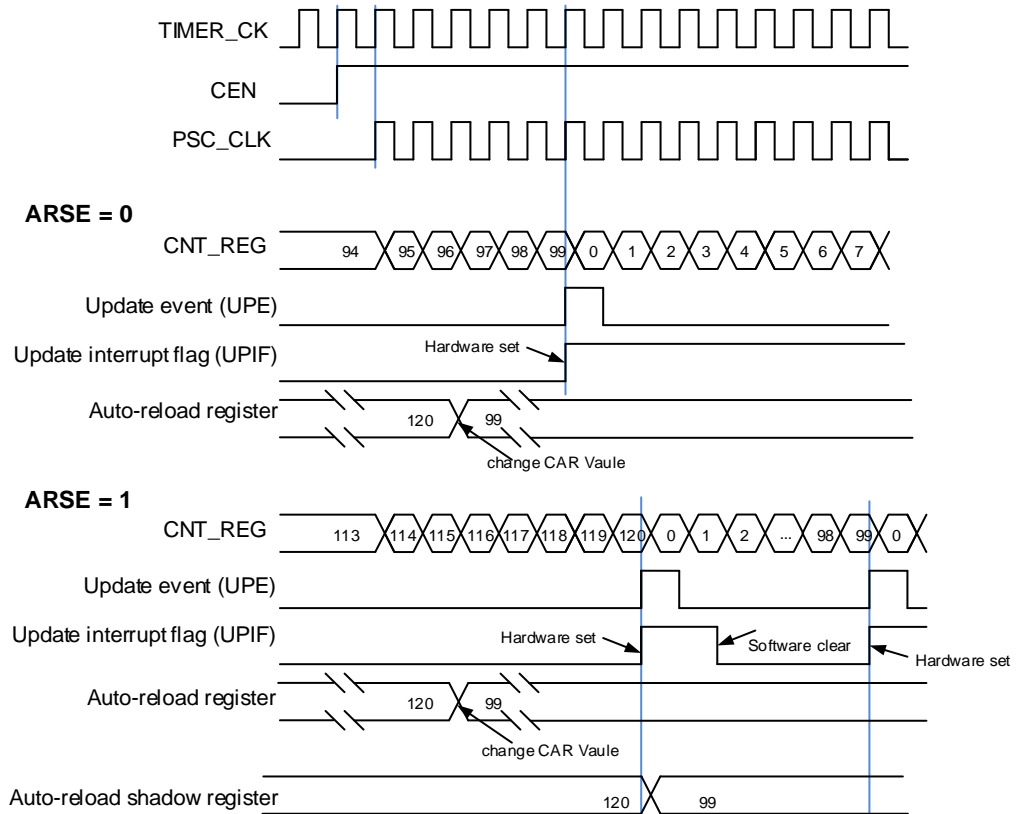 TIMER_CK
CEN
PSC_CLK
ARSE = 0
CNT_REG 94 95 96 97 98 99 0 1 2 3 4 5 6 7
Update event (UPE)
Update interrupt flag (UPIF) Hardware set
Auto-reload register 120 99
change CAR Vaule
ARSE = 1
CNT_REG 113 114 115 116 117 118 119 120 0 1 2 ... 98 99 0
Update event (UPE)
Update interrupt flag (UPIF) Hardware set Software clear Hardware set
Auto-reload register 120 99
change CAR Vaule
Auto-reload shadow register 120 99